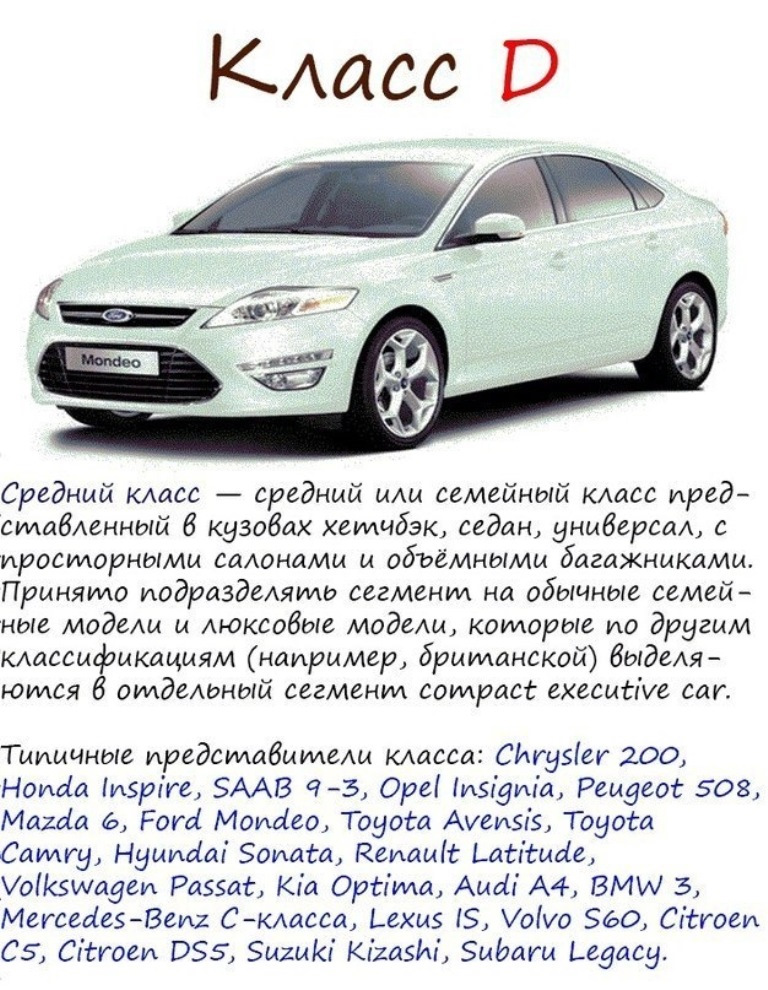 Класс D
Ford
Mondeo
Средний класс — средний или семейный класс пред-
ставленный в кузовах хетчбэк, седан, универсал, с
просторными салонами и объёмными багажниками.
Принято подразделять сегмент на обычные семей-
ные модели и люксовые модели, которые по другим
классификациям (например, британской) выделя-
ются в отдельный сегмент compact executive car.
Типичные представители класса: Chrysler 200,
Honda Inspire, SAAB 9-3, Opel Insignia, Peugeot 508,
Mazda 6, Ford Mondeo, Toyota Avensis, Toyota
Camry, Hyundai Sonata, Renault Latitude,
Volkswagen Passat, Kia Optima, Audi A4, BMW 3,
Mercedes-Benz C-класса, Lexus IS, Volvo S60, Citroen
C5, Citroen DS5, Suzuki Kizashi, Subaru Legacy.